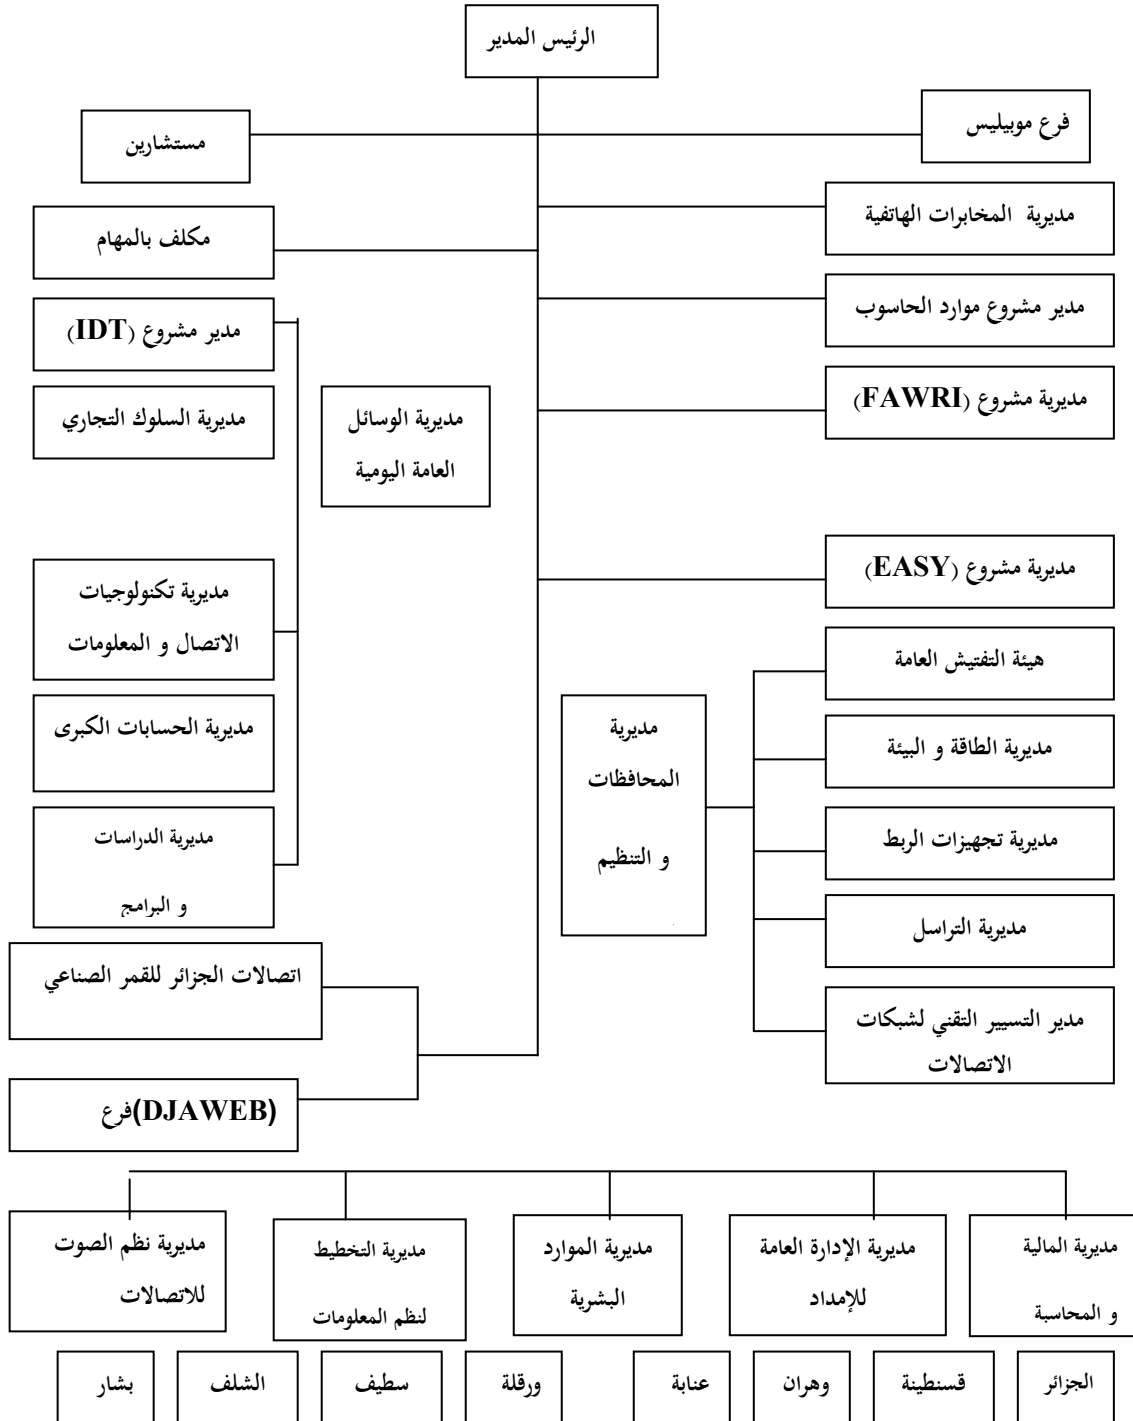 الرئيس المدير
فرع موبيليس
مستشارين
مديرية المخابرات الهاتفية
مكلف بالمهام
مدير مشروع موارد الحاسوب
مدير مشروع (IDT)
مديرية مشروع (FAWRI)
مديرية الوسائل
العامة اليومية
مديرية السلوك التجاري
مديرية مشروع (EASY)
مديرية تكنولوجيات
الاتصال و المعلومات
هيئة التفتيش العامة
مديرية
المحافظات
و التنظيم
مديرية الحسابات الكبرى
مديرية الطاقة و البيئة
مديرية الدراسات
و البرامج
مديرية تجهيزات الربط
مديرية التراسل
اتصالات الجزائر للقمر الصناعي
مدير التسيير التقني لشبكات
الاتصالات
فرع(DJAWEB)
مديرية المالية
و المحاسبة
مديرية الإدارة العامة
للإمداد
مديرية الموارد
البشرية
مديرية التخطيط
لنظم المعلومات
مديرية نظم الصوت
للاتصالات
الجزائر
قسنطينة
وهران
عنابة
ورقلة
سطيف
الشلف
بشار